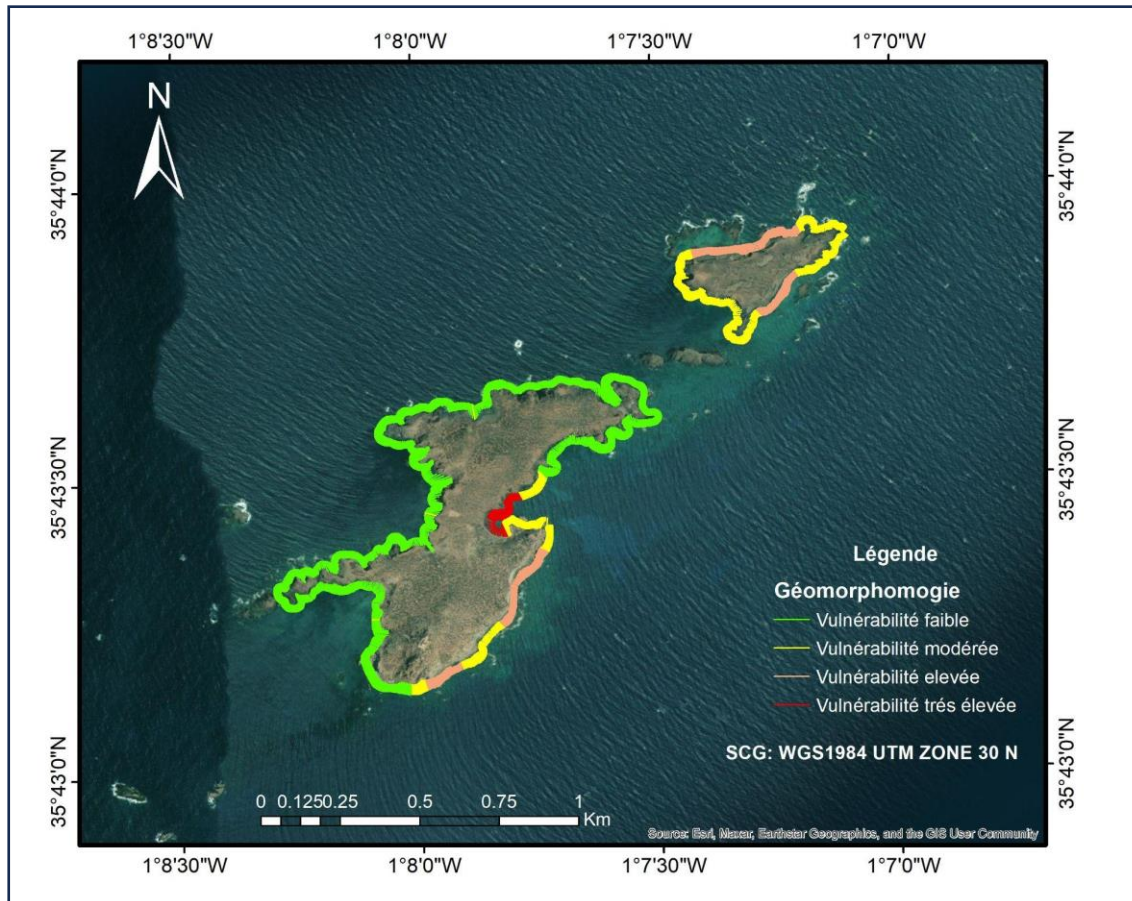 1°8'30"W 1°8'0"W 1°7'30"W 1°7'0"W
N
35°44'0"N 35°44'0"N
35°43'30"N 35°43'30"N
35°43'0"N 35°43'0"N
Légende
Géomorphomogie
Vulnérabilité faible
Vulnérabilité modérée
Vulnérabilité elevée
Vulnérabilité trés élevée
SCG: WGS1984 UTM ZONE 30 N
0 0.1250.25 0.5 0.75 1
Km
Source: Esri, Maxar, Earthstar Geographics, and the GIS User Community
1°8'30"W 1°8'0"W 1°7'30"W 1°7'0"W